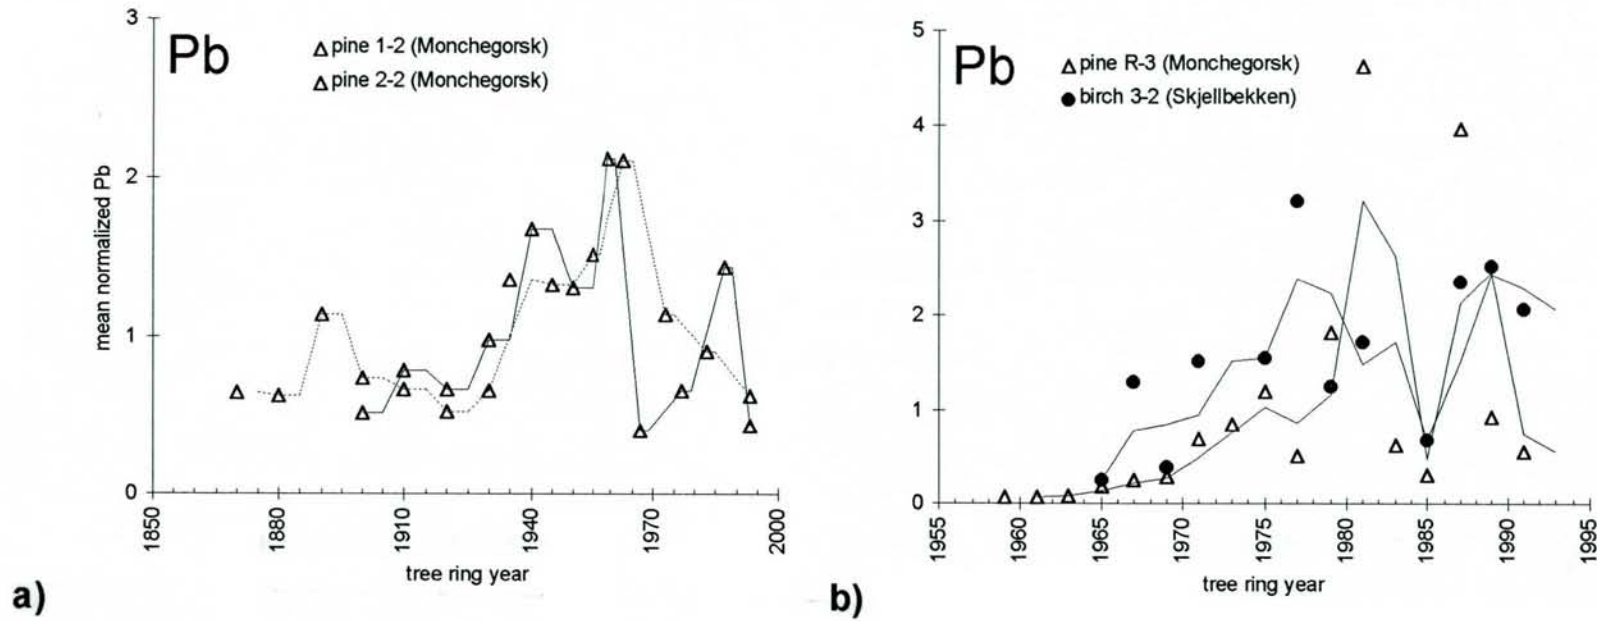 Pb
pine 1-2 (Monchegorsk)
pine 2-2 (Monchegorsk)
mean normalized Pb
3
2
1
0
1850
1880
1910
1940
1970
2000
tree ring year
a)
Pb
pine R-3 (Monchegorsk)
birch 3-2 (Skjellbekken)
5
4
3
2
1
0
1955
1960
1965
1970
1975
1980
1985
1990
1995
tree ring year
b)